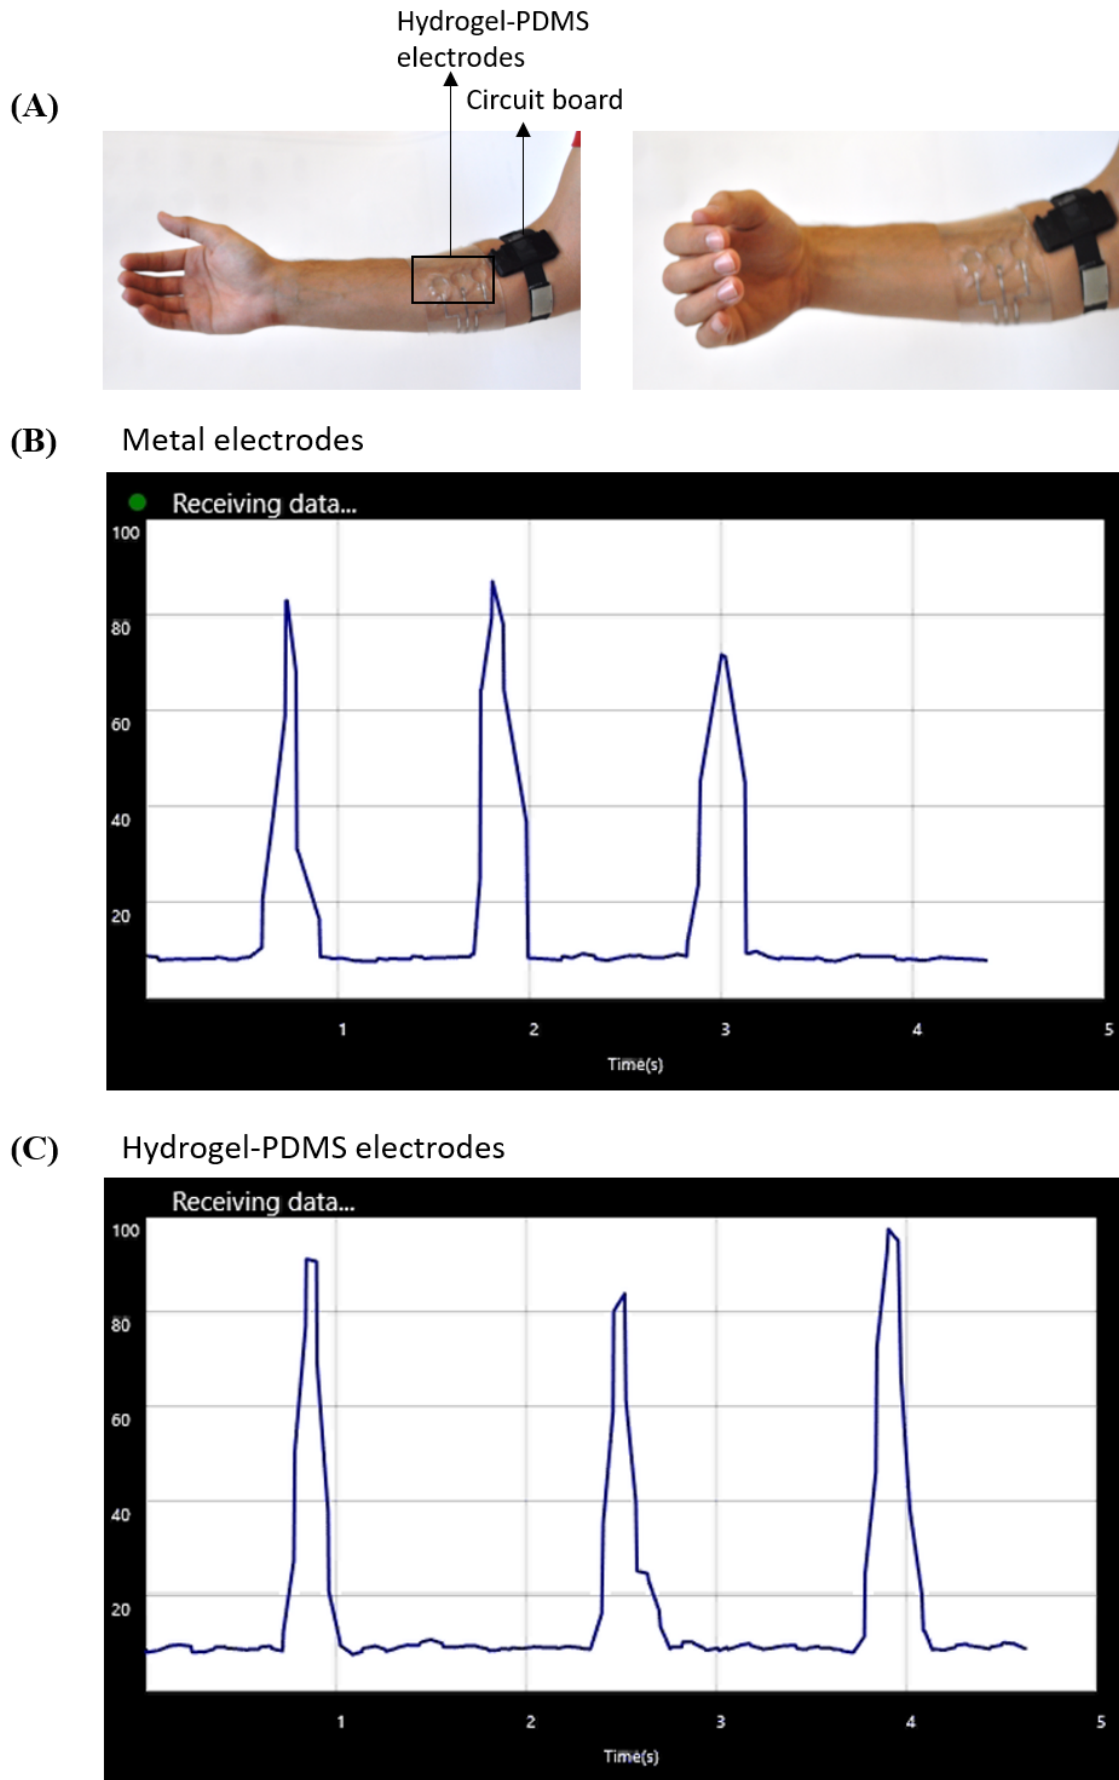 Hydrogel-PDMS
electrodes
Circuit board
(A)
(B) Metal electrodes
Receiving data...
100
80
60
40
20
1 2 3 4 5
Time(s)
(C) Hydrogel-PDMS electrodes
Receiving data...
100
80
60
40
20
1 2 3 4 5
Time(s)